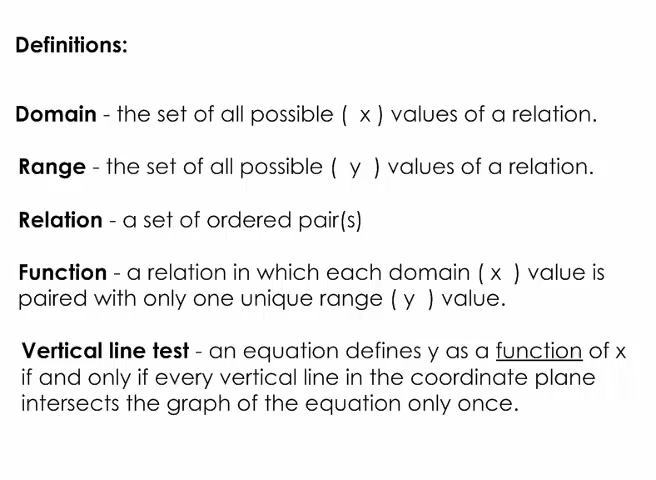 Definitions:
Domain - the set of all possible ( x ) values of a relation.
Range - the set of all possible ( y ) values of a relation.
Relation - a set of ordered pair(s)
Function - a relation in which each domain ( x ) value is
paired with only one unique range ( y ) value.
Vertical line test - an equation defines y as a function of x
if and only if every vertical line in the coordinate plane
intersects the graph of the equation only once.